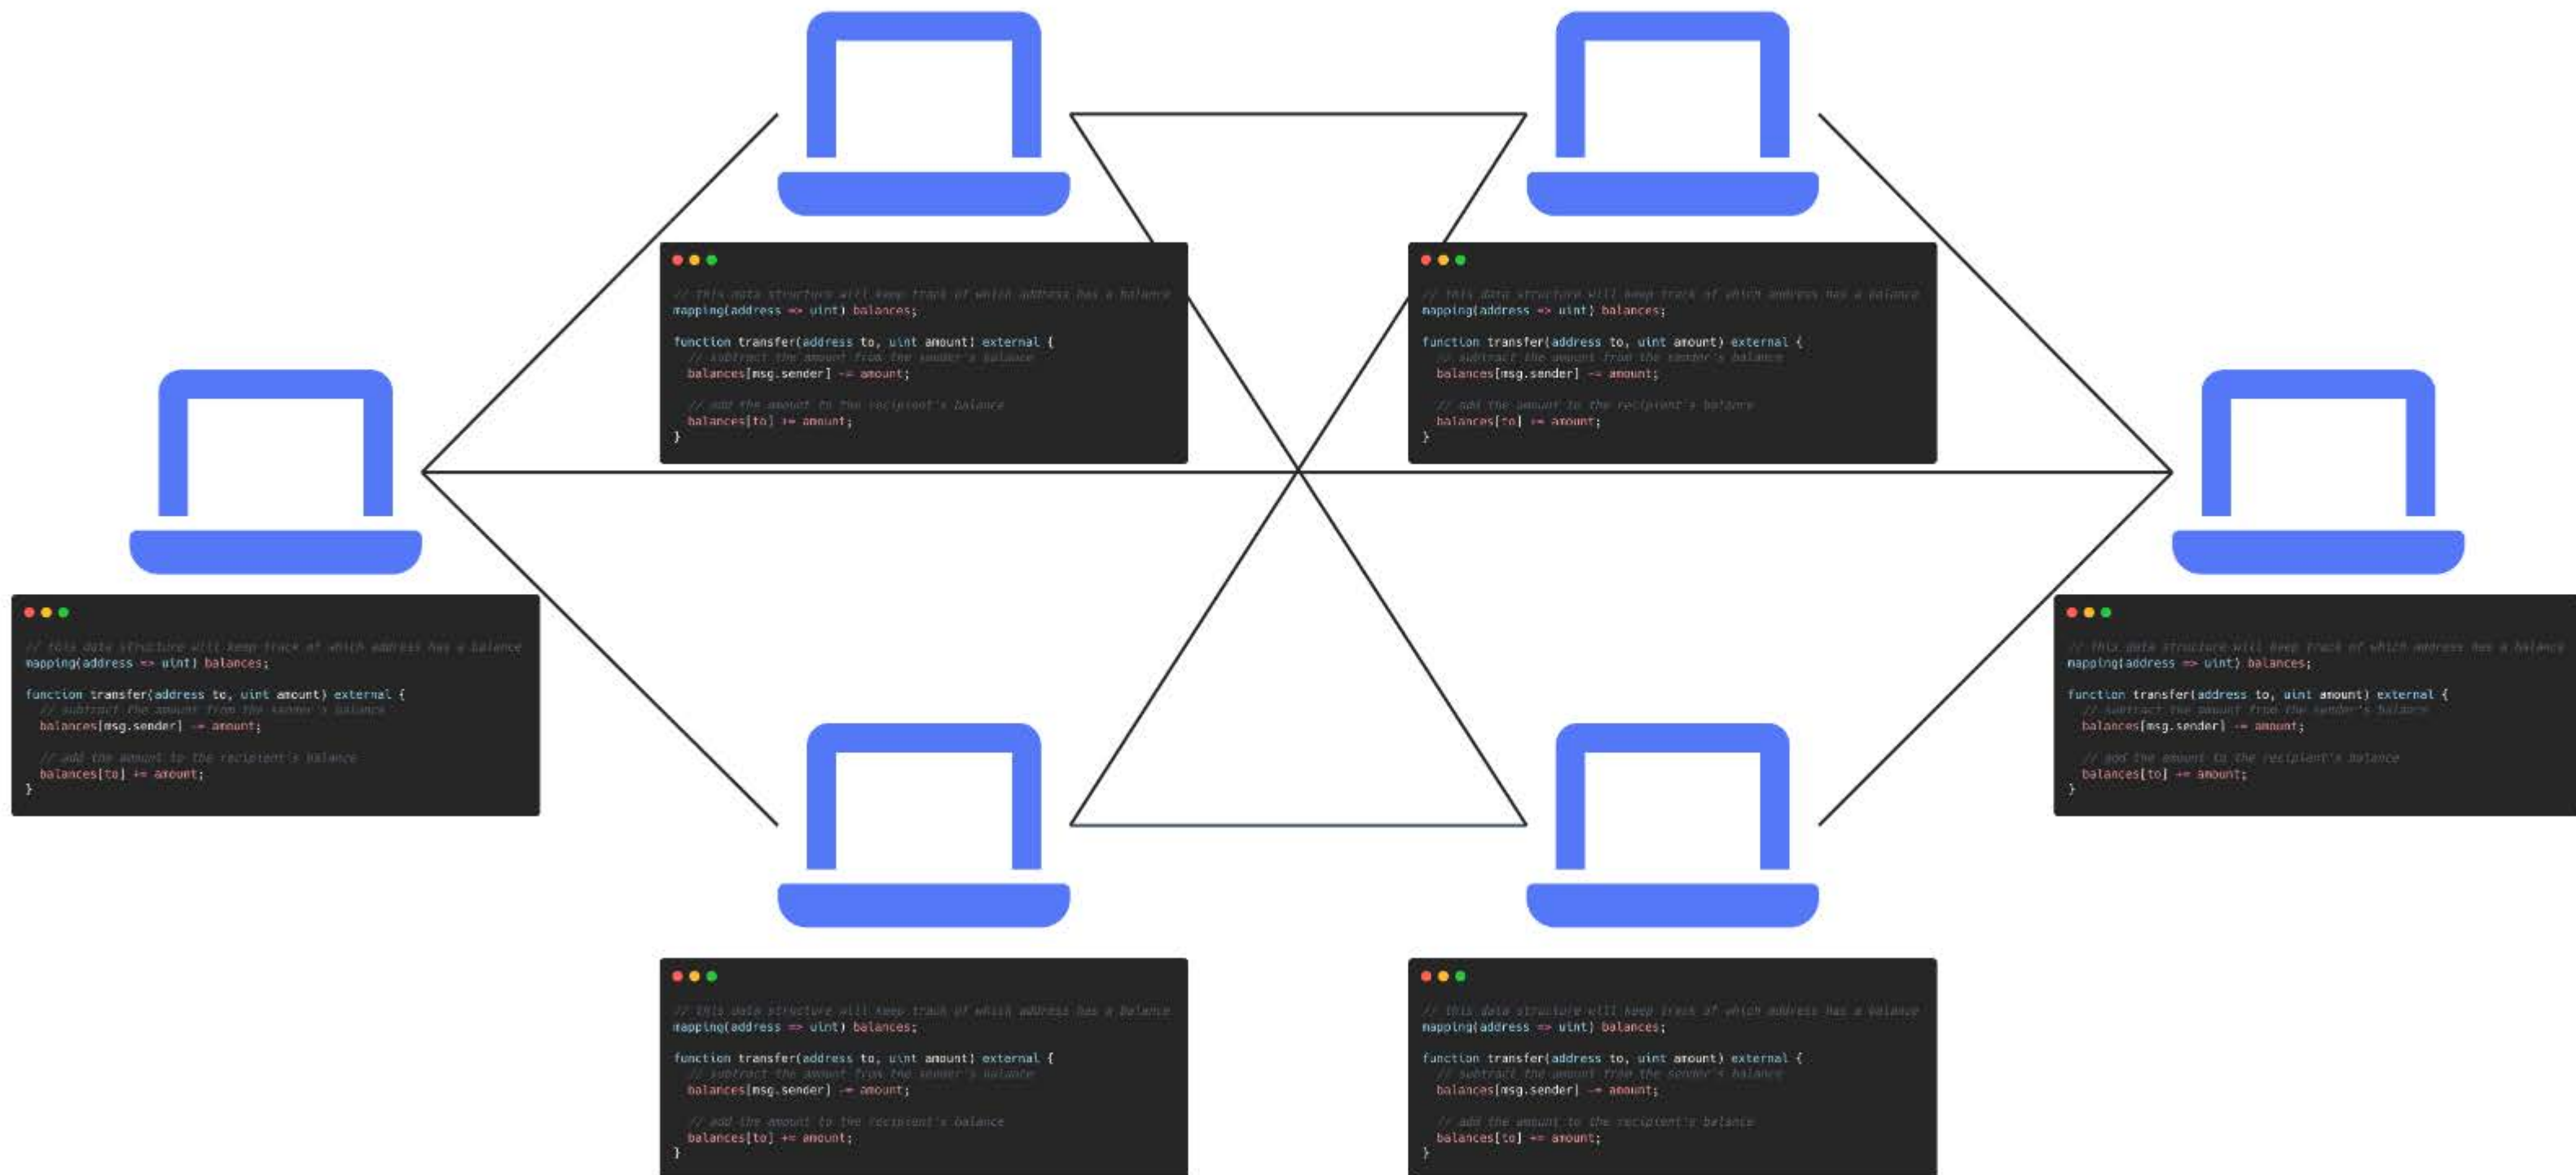 // this data structure will keep track of which address has a balance
mapping(address => uint) balances;
function transfer(address to, uint amount) external {
// subtract the amount from the sender's balance
balances[msg.sender] -= amount;
// add the amount to the recipient's balance
balances[to] += amount;
}
// this data structure will keep track of which address has a balance
mapping(address => uint) balances;
function transfer(address to, uint amount) external {
// subtract the amount from the sender's balance
balances[msg.sender] -= amount;
// add the amount to the recipient's balance
balances[to] += amount;
}
// this data structure will keep track of which address has a balance
mapping(address => uint) balances;
function transfer(address to, uint amount) external {
// subtract the amount from the sender's balance
balances[msg.sender] -= amount;
// add the amount to the recipient's balance
balances[to] += amount;
}
// this data structure will keep track of which address has a balance
mapping(address => uint) balances;
function transfer(address to, uint amount) external {
// subtract the amount from the sender's balance
balances[msg.sender] -= amount;
// add the amount to the recipient's balance
balances[to] += amount;
}
// this data structure will keep track of which address has a balance
mapping(address => uint) balances;
function transfer(address to, uint amount) external {
// subtract the amount from the sender's balance
balances[msg.sender] -= amount;
// add the amount to the recipient's balance
balances[to] += amount;
}
// this data structure will keep track of which address has a balance
mapping(address => uint) balances;
function transfer(address to, uint amount) external {
// subtract the amount from the sender's balance
balances[msg.sender] -= amount;
// add the amount to the recipient's balance
balances[to] += amount;
}